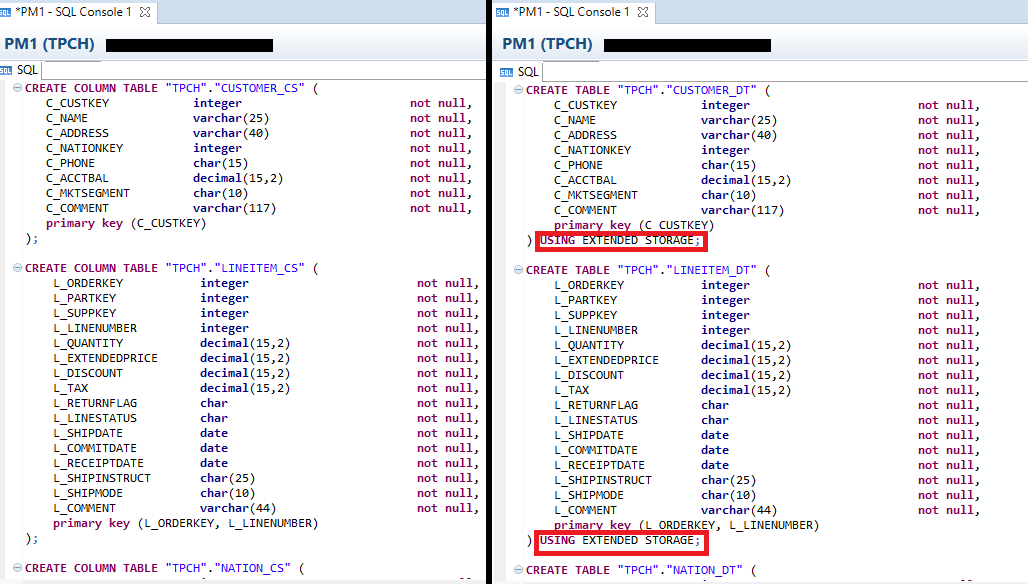 *PM1 - SQL Console 1
PM1 (TPCH)
SQL
CREATE COLUMN TABLE "TPCH"."CUSTOMER_CS" (
C_CUSTKEY integer not null,
C_NAME varchar(25) not null,
C_ADDRESS varchar(40) not null,
C_NATIONKEY integer not null,
C_PHONE char(15) not null,
C_ACCTBAL decimal(15,2) not null,
C_MKTSEGMENT char(10) not null,
C_COMMENT varchar(117) not null,
primary key (C_CUSTKEY)
);
CREATE COLUMN TABLE "TPCH"."LINEITEM_CS" (
L_ORDERKEY integer not null,
L_PARTKEY integer not null,
L_SUPPKEY integer not null,
L_LINENUMBER integer not null,
L_QUANTITY decimal(15,2) not null,
L_EXTENDEDPRICE decimal(15,2) not null,
L_DISCOUNT decimal(15,2) not null,
L_TAX decimal(15,2) not null,
L_RETURNFLAG char not null,
L_LINESTATUS char not null,
L_SHIPDATE date not null,
L_COMMITDATE date not null,
L_RECEIPTDATE date not null,
L_SHIPINSTRUCT char(25) not null,
L_SHIPMODE char(10) not null,
L_COMMENT varchar(44) not null,
primary key (L_ORDERKEY, L_LINENUMBER)
);
CREATE COLUMN TABLE "TPCH"."NATION_CS" (
*PM1 - SQL Console 1
PM1 (TPCH)
SQL
CREATE TABLE "TPCH"."CUSTOMER_DT" (
C_CUSTKEY integer not null,
C_NAME varchar(25) not null,
C_ADDRESS varchar(40) not null,
C_NATIONKEY integer not null,
C_PHONE char(15) not null,
C_ACCTBAL decimal(15,2) not null,
C_MKTSEGMENT char(10) not null,
C_COMMENT varchar(117) not null,
primary key (C_CUSTKEY)
) USING EXTENDED STORAGE;
CREATE TABLE "TPCH"."LINEITEM_DT" (
L_ORDERKEY integer not null,
L_PARTKEY integer not null,
L_SUPPKEY integer not null,
L_LINENUMBER integer not null,
L_QUANTITY decimal(15,2) not null,
L_EXTENDEDPRICE decimal(15,2) not null,
L_DISCOUNT decimal(15,2) not null,
L_TAX decimal(15,2) not null,
L_RETURNFLAG char not null,
L_LINESTATUS char not null,
L_SHIPDATE date not null,
L_COMMITDATE date not null,
L_RECEIPTDATE date not null,
L_SHIPINSTRUCT char(25) not null,
L_SHIPMODE char(10) not null,
L_COMMENT varchar(44) not null,
primary key (L_ORDERKEY, L_LINENUMBER)
) USING EXTENDED STORAGE;
CREATE TABLE "TPCH"."NATION_DT" (